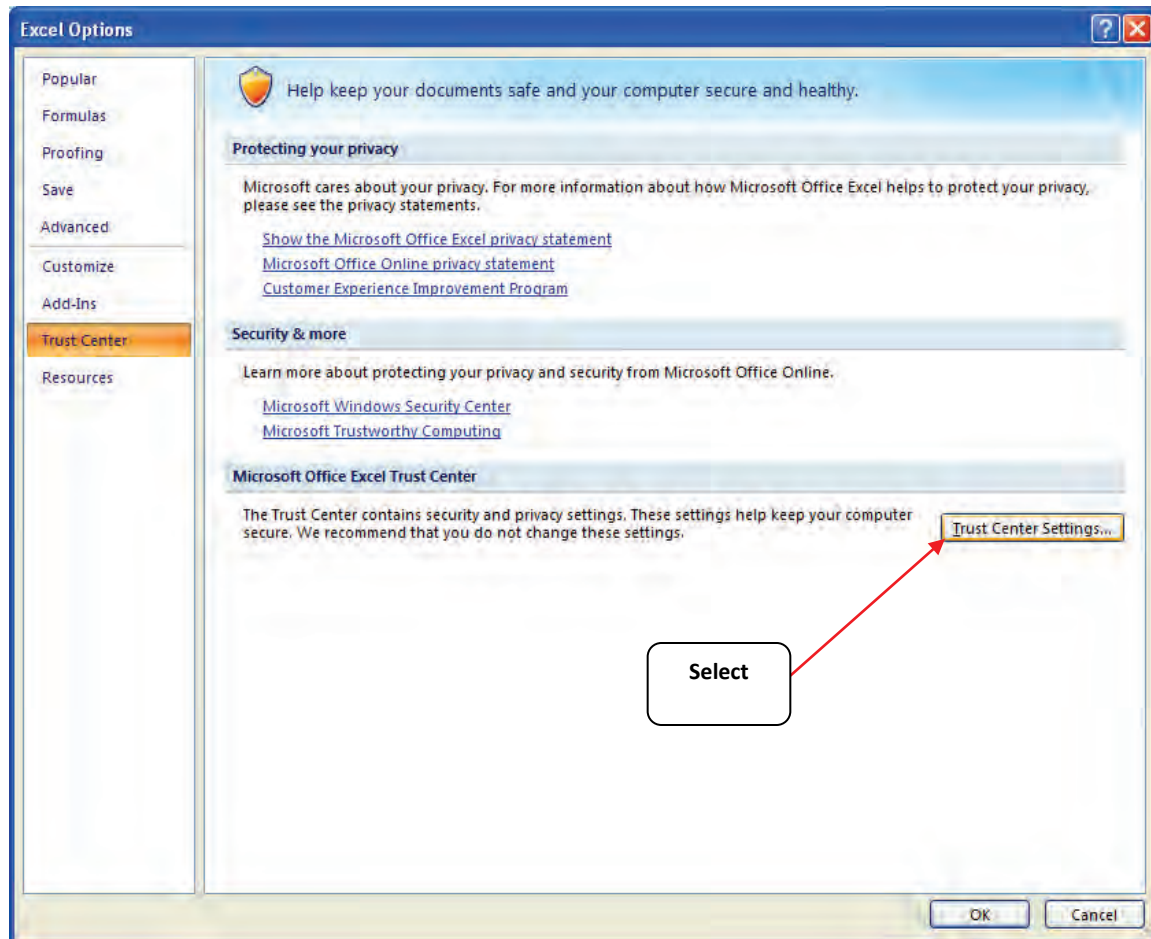 Excel Options
Popular
Formulas
Proofing
Save
Advanced
Customize
Add-Ins
Trust Center
Resources
Help keep your documents safe and your computer secure and healthy.
Protecting your privacy
Microsoft cares about your privacy. For more information about how Microsoft Office Excel helps to protect your privacy,
please see the privacy statements.
Show the Microsoft Office Excel privacy statement
Microsoft Office Online privacy statement
Customer Experience Improvement Program
Security & more
Learn more about protecting your privacy and security from Microsoft Office Online.
Microsoft Windows Security Center
Microsoft Trustworthy Computing
Microsoft Office Excel Trust Center
The Trust Center contains security and privacy settings. These settings help keep your computer
secure. We recommend that you do not change these settings.
Trust Center Settings...
Select
OK
Cancel